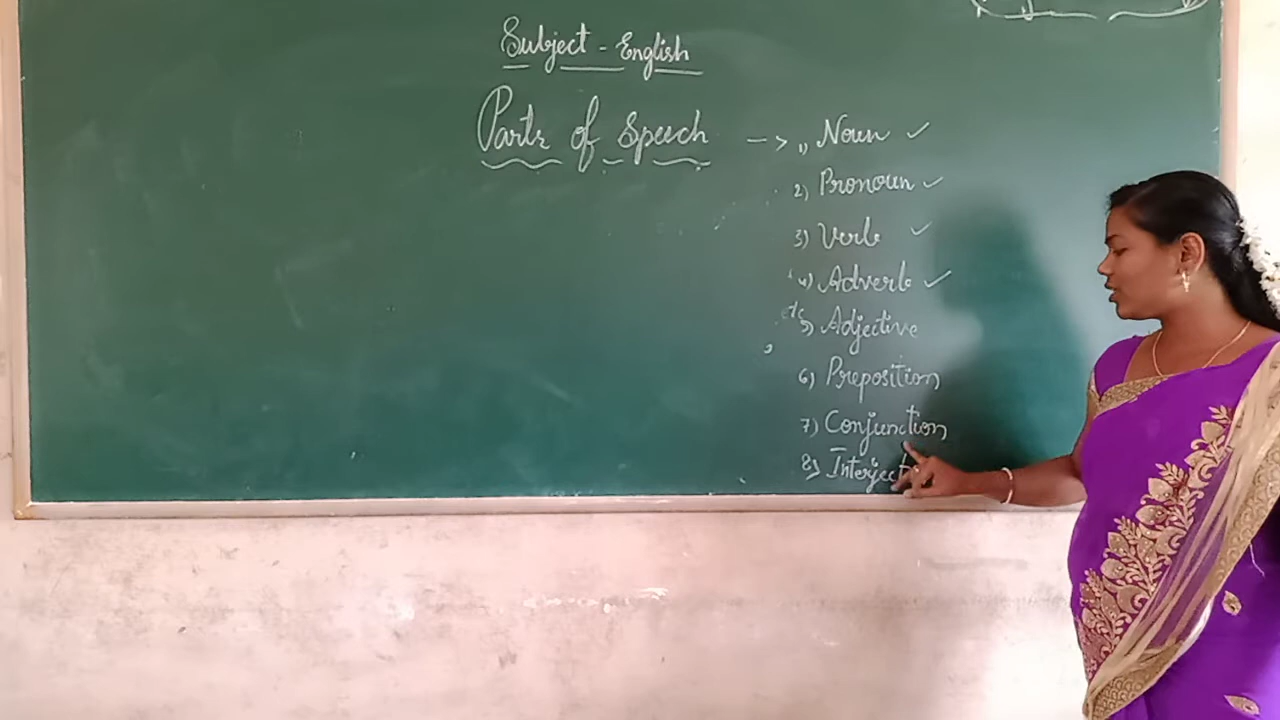 Subject - English
Parts of Speech -> 1) Noun ✓
2) Pronoun ✓
3) Verb ✓
4) Adverb ✓
5) Adjective
6) Preposition
7) Conjunction
8) Interject